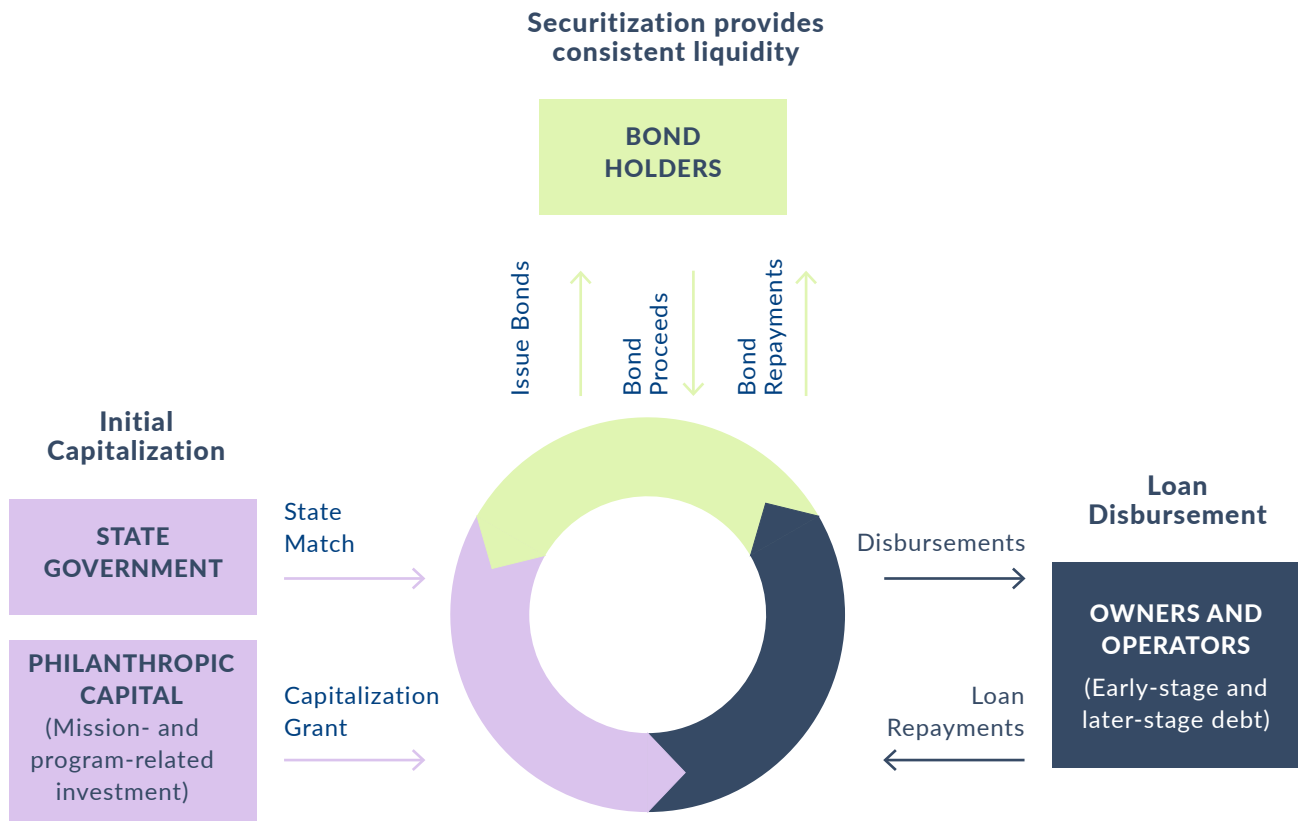 Securitization provides
consistent liquidity
BOND
HOLDERS
Issue Bonds
Bond
Proceeds
Bond
Repayments
Initial
Capitalization
STATE
GOVERNMENT
State
Match
PHILANTHROPIC
CAPITAL
(Mission- and
program-related
investment)
Capitalization
Grant
Disbursements
Loan
Repayments
Loan
Disbursement
OWNERS AND
OPERATORS
(Early-stage and
later-stage debt)